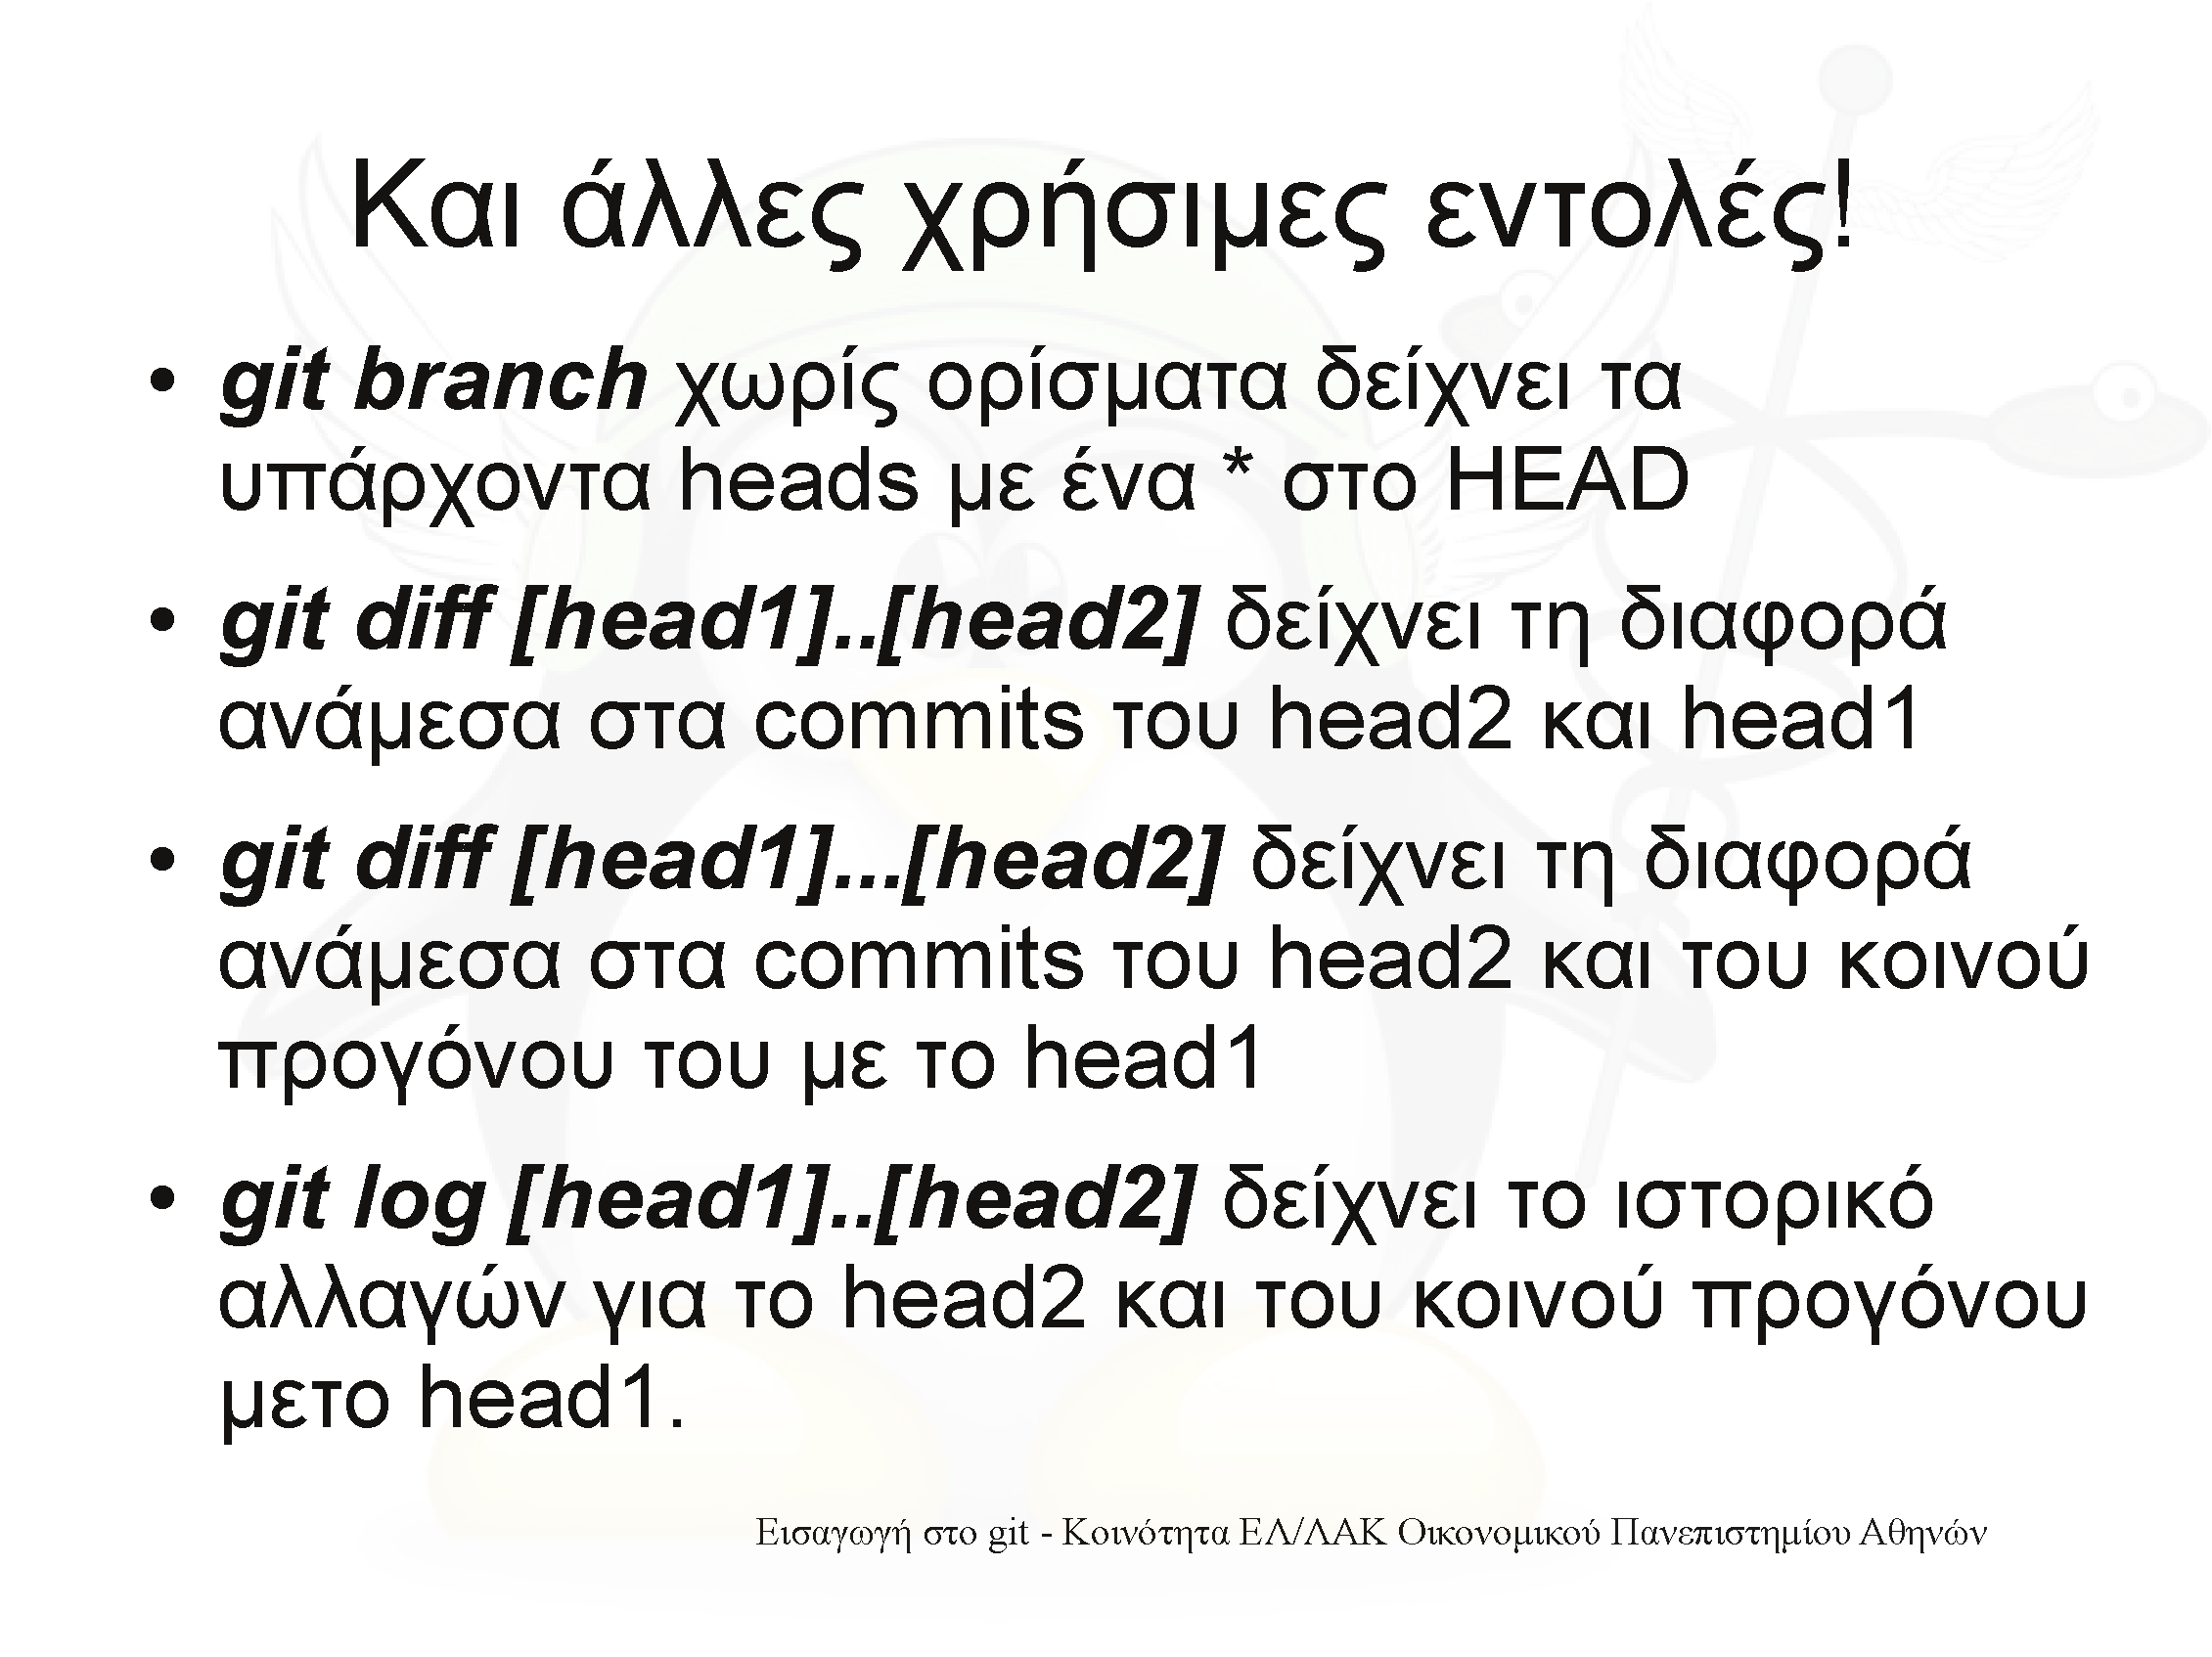 Και άλλες χρήσιμες εντολές!
• git branch χωρίς ορίσματα δείχνει τα
υπάρχοντα heads με ένα * στο HEAD
• git diff [head1]..[head2] δείχνει τη διαφορά
ανάμεσα στα commits του head2 και head1
• git diff [head1]...[head2] δείχνει τη διαφορά
ανάμεσα στα commits του head2 και του κοινού
προγόνου του με το head1
• git log [head1]..[head2] δείχνει το ιστορικό
αλλαγών για το head2 και του κοινού προγόνου
μετο head1.
Εισαγωγή στο git - Κοινότητα ΕΛ/ΛΑΚ Οικονομικού Πανεπιστημίου Αθηνών